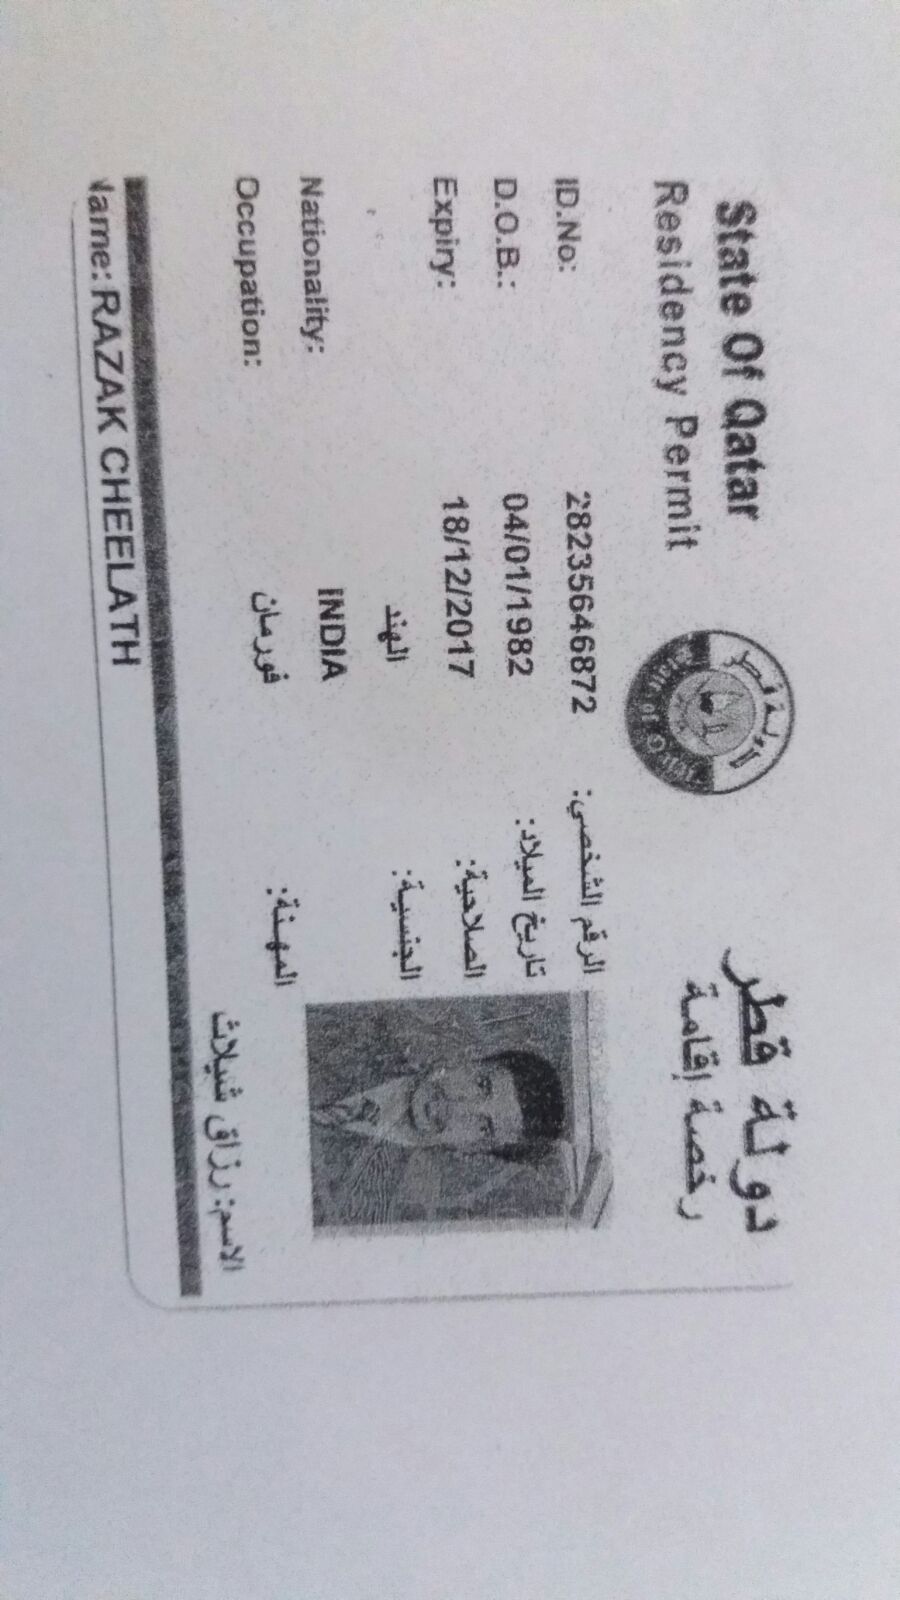 State Of Qatar دولة قطر
Residency Permit رخصة إقامة
ID.No: 28235646872 الرقم الشخصي:
D.O.B.: 04/01/1982 تاريخ الميلاد:
Expiry: 18/12/2017 الصلاحية:
الهند الجنسية:
Nationality: INDIA
Occupation: فورمان المهنة:
الاسم: رزاق شيلاث
Name: RAZAK CHEELATH